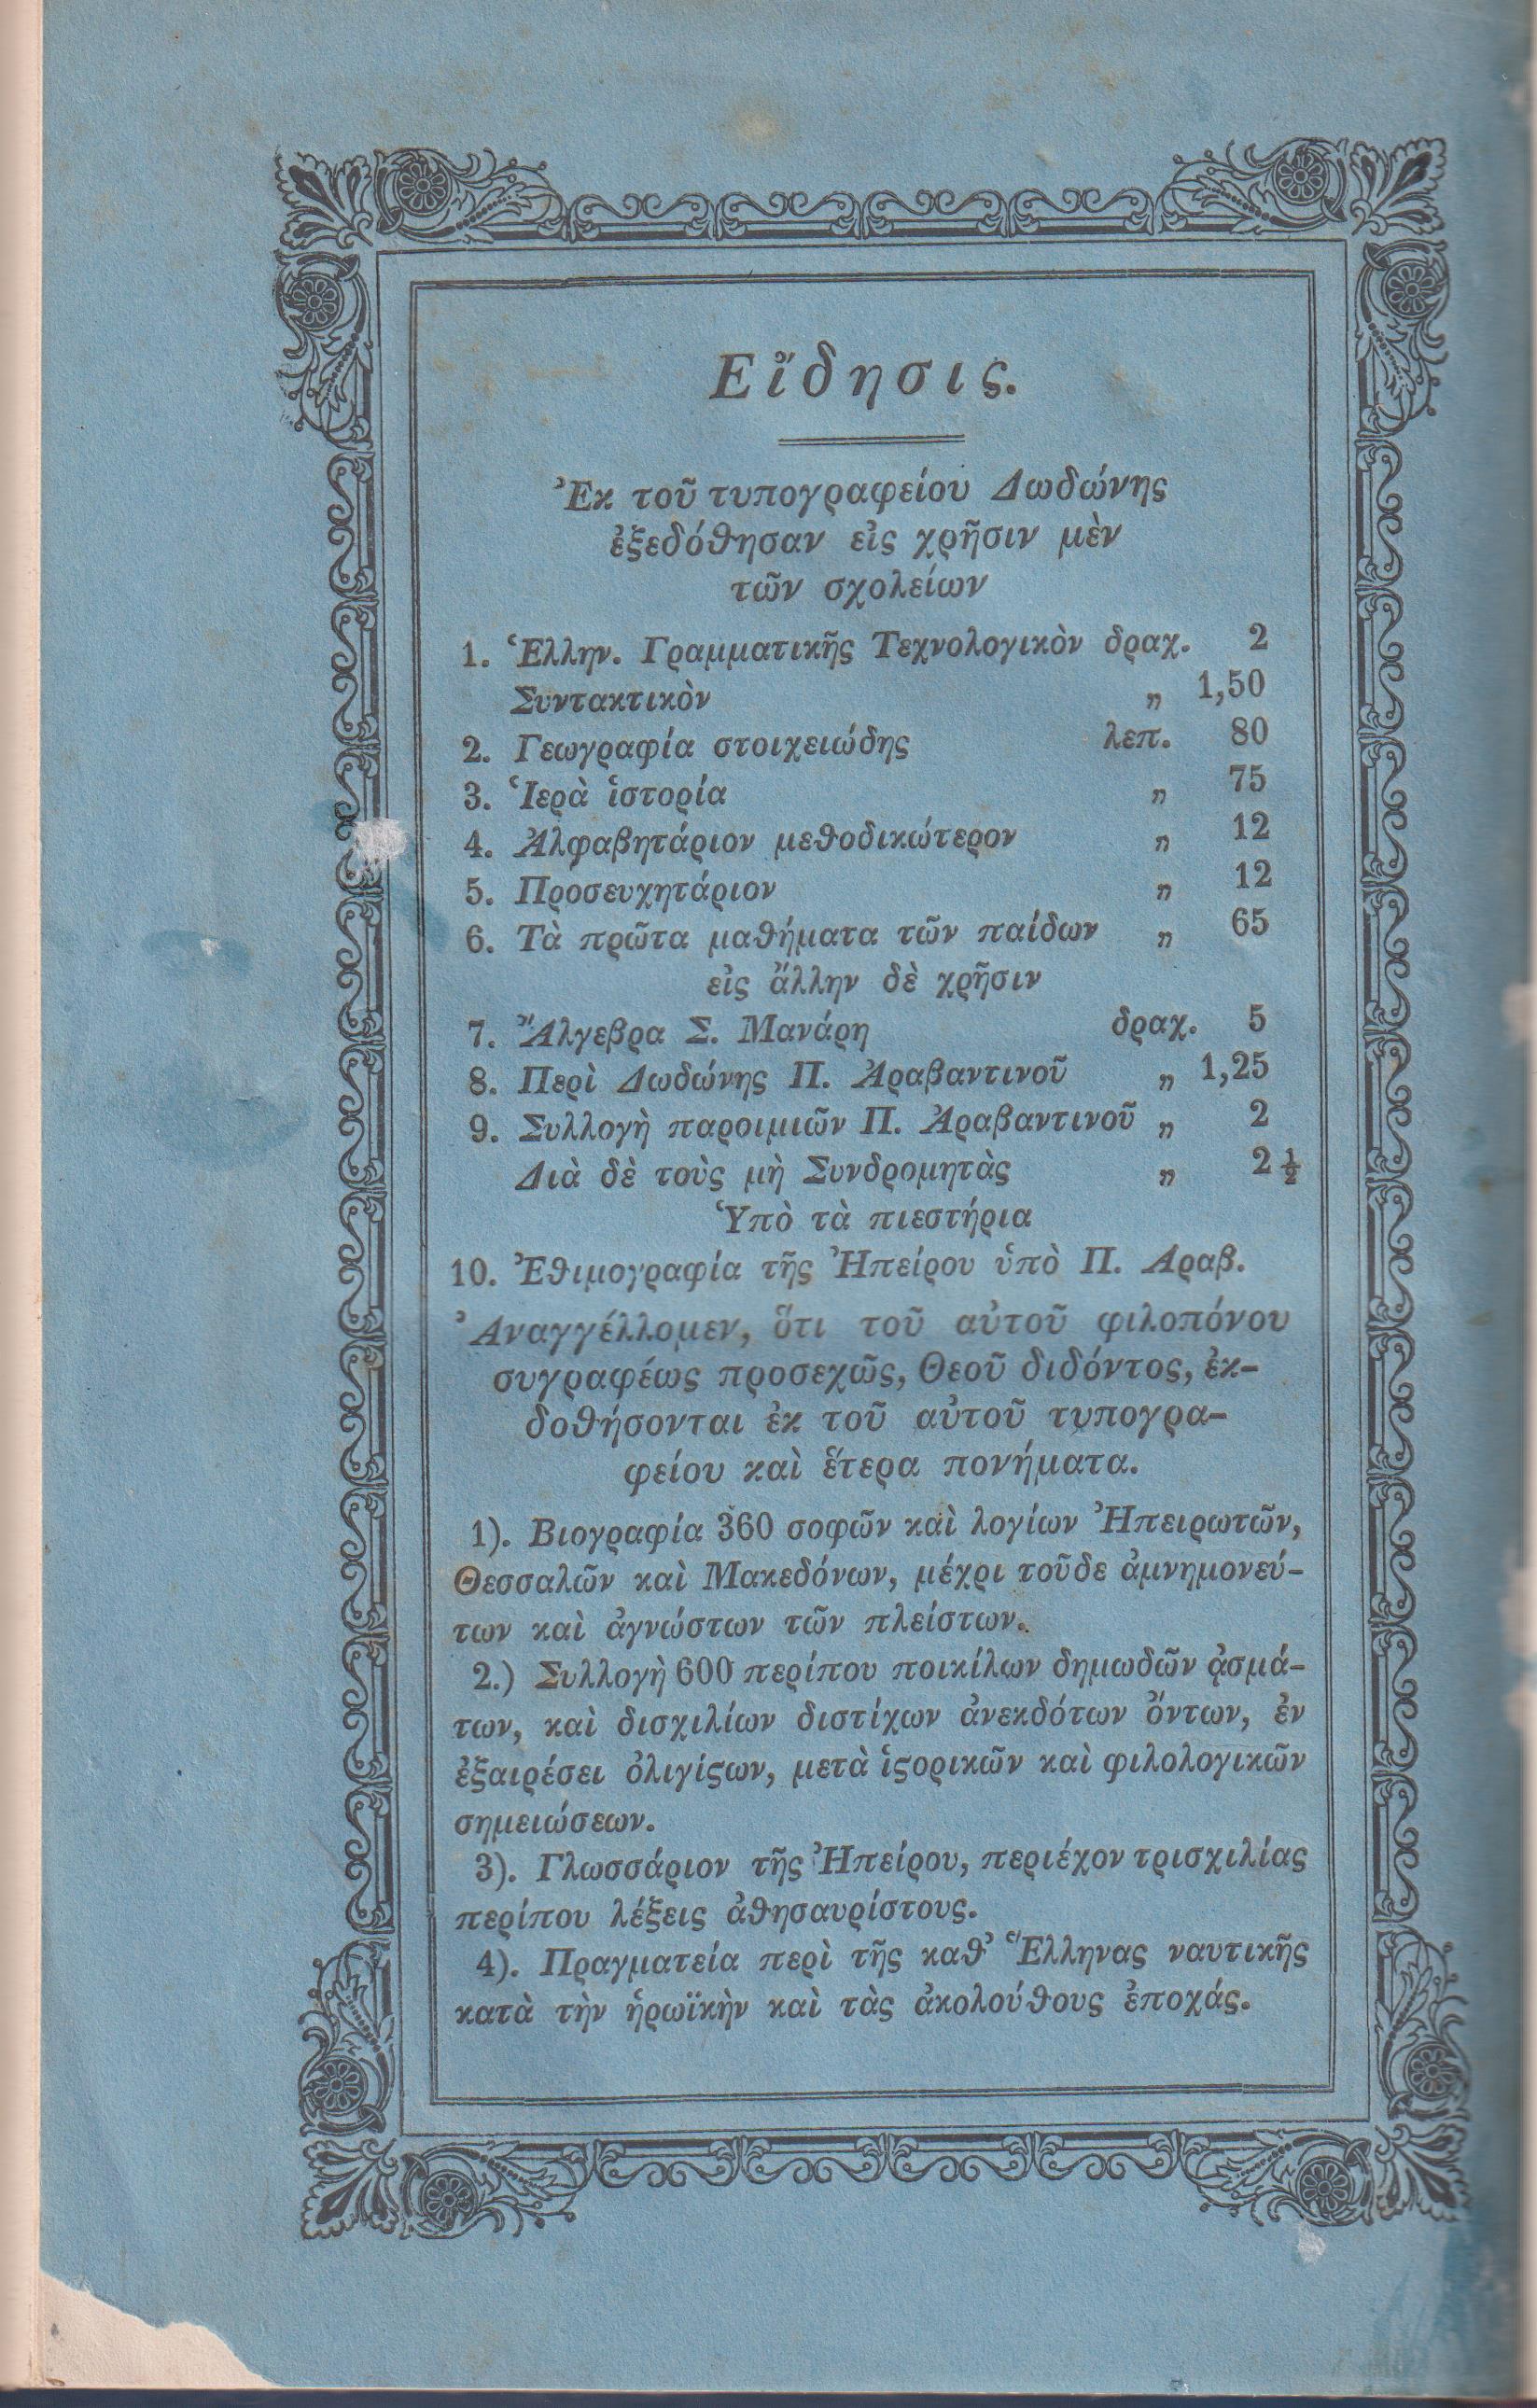 Εἴδησις.
Ἐκ τοῦ τυπογραφείου Δωδώνης
ἐξεδόθησαν εἰς χρῆσιν μὲν
τῶν σχολείων
1. Ἑλλην. Γραμματικῆς Τεχνολογικὸν δραχ. 2
Συντακτικὸν „ 1,50
2. Γεωγραφία στοιχειώδης λεπ. 80
3. Ἱερὰ ἱστορία „ 75
4. Ἀλφαβητάριον μεθοδικώτερον „ 12
5. Προσευχητάριον „ 12
6. Τὰ πρῶτα μαθήματα τῶν παίδων „ 65
εἰς ἄλλην δὲ χρῆσιν
7. Ἄλγεβρα Σ. Μανάρη δραχ. 5
8. Περὶ Δωδώνης Π. Ἀραβαντινοῦ „ 1,25
9. Συλλογὴ παροιμιῶν Π. Ἀραβαντινοῦ „ 2
Διὰ δὲ τοὺς μὴ Συνδρομητὰς „ 2 ½
Ὑπὸ τὰ πιεστήρια
10. Ἐθιμογραφία τῆς Ἠπείρου ὑπὸ Π. Αραβ.
Ἀναγγέλλομεν, ὅτι τοῦ αὐτοῦ φιλοπόνου
συγραφέως προσεχῶς, Θεοῦ διδόντος, ἐκ-
δοθήσονται ἐκ τοῦ αὐτοῦ τυπογρα-
φείου καὶ ἕτερα πονήματα.
1). Βιογραφία 360 σοφῶν καὶ λογίων Ἠπειρωτῶν,
Θεσσαλῶν καὶ Μακεδόνων, μέχρι τοῦδε ἀμνημονεύ-
των καὶ ἀγνώστων τῶν πλείστων.
2.) Συλλογὴ 600 περίπου ποικίλων δημωδῶν ᾀσμά-
των, καὶ δισχιλίων διστίχων ἀνεκδότων ὄντων, ἐν
ἐξαιρέσει ὀλιγίϛων, μετὰ ἱϛορικῶν καὶ φιλολογικῶν
σημειώσεων.
3). Γλωσσάριον τῆς Ἠπείρου, περιέχον τρισχιλίας
περίπου λέξεις ἀθησαυρίστους.
4). Πραγματεία περὶ τῆς καθ’ Ἕλληνας ναυτικῆς
κατὰ τὴν ἡρωϊκὴν καὶ τὰς ἀκολούθους ἐποχάς.